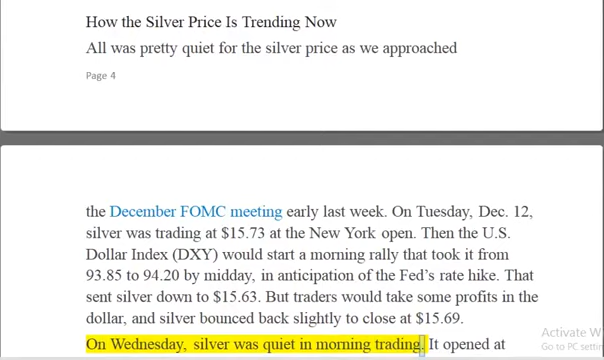 How the Silver Price Is Trending Now
All was pretty quiet for the silver price as we approached
Page 4
the December FOMC meeting early last week. On Tuesday, Dec. 12,
silver was trading at $15.73 at the New York open. Then the U.S.
Dollar Index (DXY) would start a morning rally that took it from
93.85 to 94.20 by midday, in anticipation of the Fed's rate hike. That
sent silver down to $15.63. But traders would take some profits in the
dollar, and silver bounced back slightly to close at $15.69.
On Wednesday, silver was quiet in morning trading. It opened at
Activate W
Go to PC settin